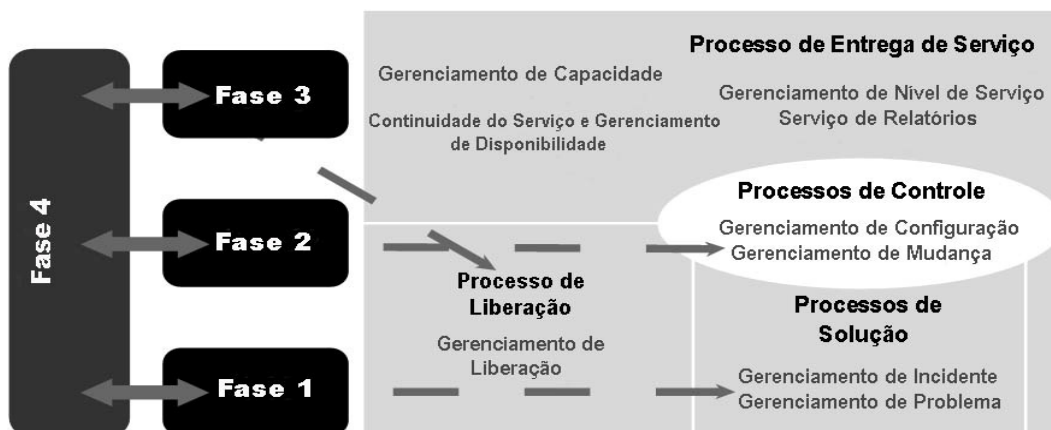 Fase 4
Fase 3
Fase 2
Fase 1
Processo de Entrega de Serviço
Gerenciamento de Capacidade
Continuidade do Serviço e Gerenciamento
de Disponibilidade
Gerenciamento de Nivel de Serviço
Serviço de Relatórios
Processos de Controle
Gerenciamento de Configuração
Gerenciamento de Mudança
Processo de
Liberação
Gerenciamento de
Liberação
Processos de
Solução
Gerenciamento de Incidente
Gerenciamento de Problema